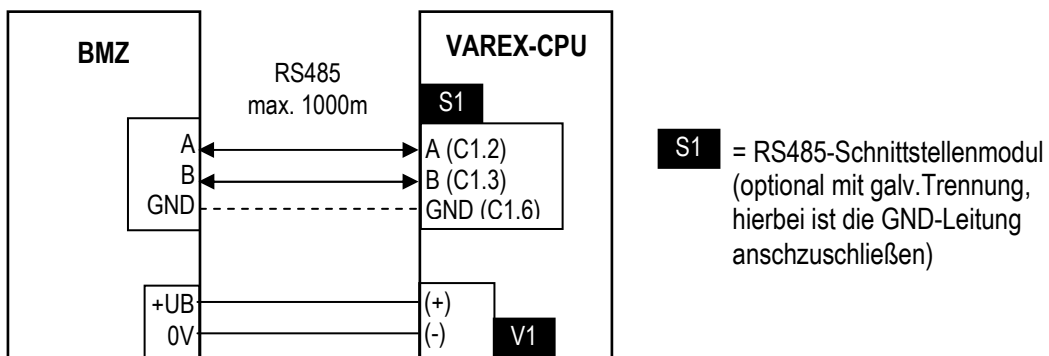 BMZ
VAREX-CPU
RS485
max. 1000m
S1
A
A (C1.2)
B
B (C1.3)
GND
GND (C1.6)
S1 = RS485-Schnittstellenmodul
(optional mit galv.Trennung,
hierbei ist die GND-Leitung
anschzuschließen)
+UB
(+)
0V
(-)
V1